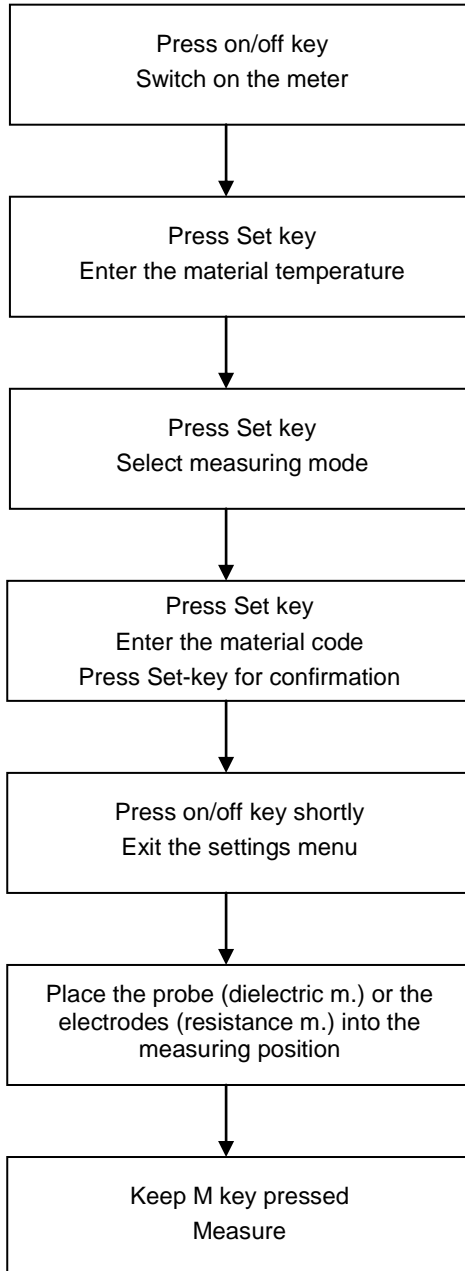 Press on/off key
Switch on the meter
Press Set key
Enter the material temperature
Press Set key
Select measuring mode
Press Set key
Enter the material code
Press Set-key for confirmation
Press on/off key shortly
Exit the settings menu
Place the probe (dielectric m.) or the
electrodes (resistance m.) into the
measuring position
Keep M key pressed
Measure